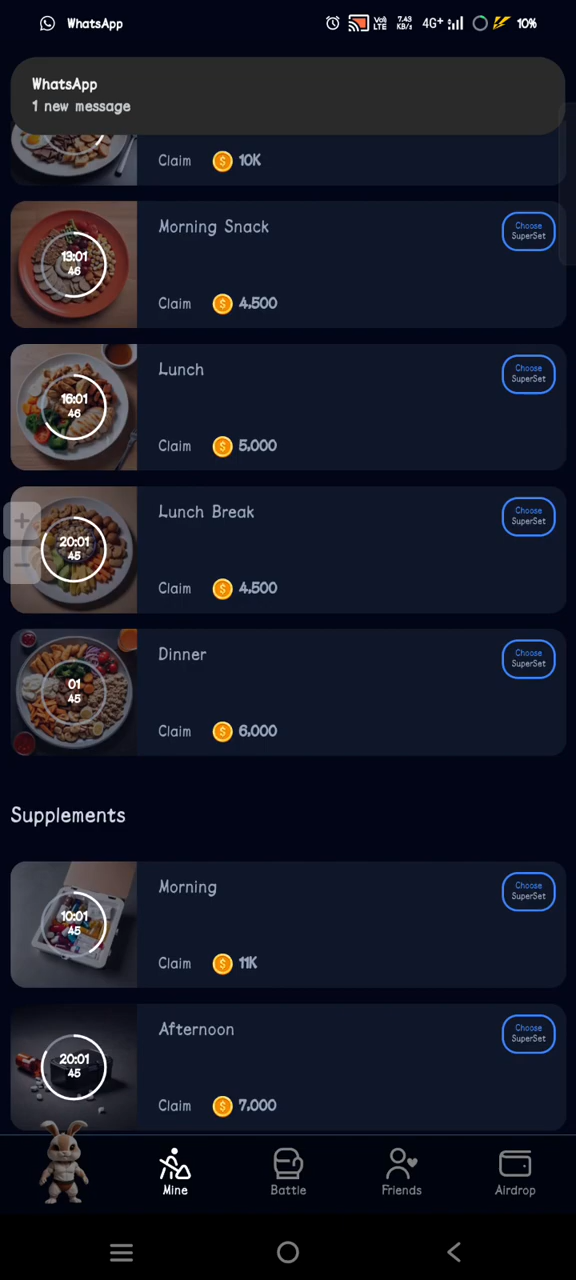 WhatsApp
Vo) LTE 7.43 KB/s 4G+ 10%
WhatsApp
1 new message
Claim $ 10K
Morning Snack
Choose
SuperSet
13:01
46
Claim $ 4,500
Lunch
Choose
SuperSet
16:01
46
Claim $ 5,000
Lunch Break
Choose
SuperSet
20:01
45
Claim $ 4,500
Dinner
Choose
SuperSet
01
45
Claim $ 6,000
Supplements
Morning
Choose
SuperSet
10:01
45
Claim $ 11K
Afternoon
Choose
SuperSet
20:01
45
Claim $ 7,000
Mine Battle Friends Airdrop